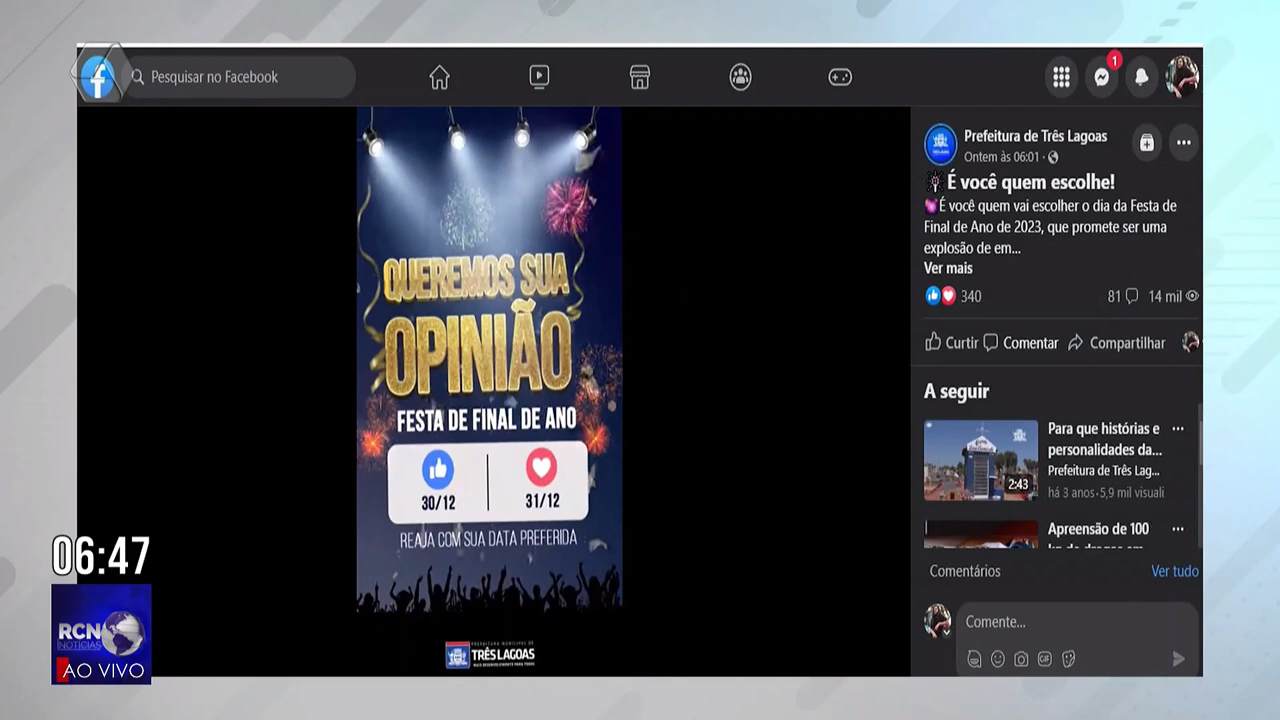 Pesquisar no Facebook
1
QUEREMOS SUA
OPINIÃO
FESTA DE FINAL DE ANO
30/12
31/12
REAJA COM SUA DATA PREFERIDA
PREFEITURA MUNICIPAL DE
TRÊS LAGOAS
Prefeitura de Três Lagoas
Ontem às 06:01 ·
É você quem escolhe!
É você quem vai escolher o dia da Festa de
Final de Ano de 2023, que promete ser uma
explosão de em...
Ver mais
340
81
14 mil
Curtir
Comentar
Compartilhar
A seguir
2:43
Para que histórias e
personalidades da...
Prefeitura de Três Lag...
há 3 anos · 5,9 mil visuali
Apreensão de 100
Comentários
Ver tudo
Comente...
GIF
06:47
RCN
NOTÍCIAS
AO VIVO